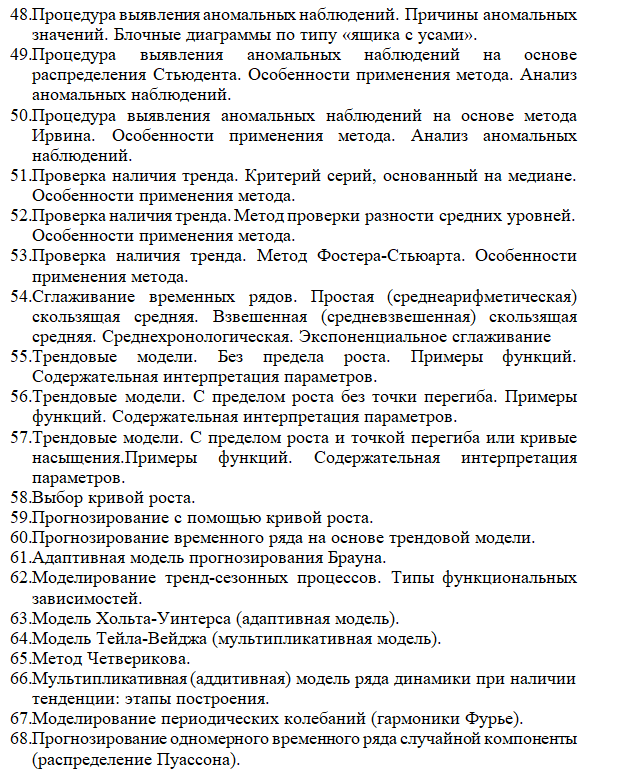 48.Процедура выявления аномальных наблюдений. Причины аномальных
значений. Блочные диаграммы по типу «ящика с усами».
49.Процедура выявления аномальных наблюдений на основе
распределения Стьюдента. Особенности применения метода. Анализ
аномальных наблюдений.
50.Процедура выявления аномальных наблюдений на основе метода
Ирвина. Особенности применения метода. Анализ аномальных
наблюдений.
51.Проверка наличия тренда. Критерий серий, основанный на медиане.
Особенности применения метода.
52.Проверка наличия тренда. Метод проверки разности средних уровней.
Особенности применения метода.
53.Проверка наличия тренда. Метод Фостера-Стьюарта. Особенности
применения метода.
54.Сглаживание временных рядов. Простая (среднеарифметическая)
скользящая средняя. Взвешенная (средневзвешенная) скользящая
средняя. Среднехронологическая. Экспоненциальное сглаживание
55.Трендовые модели. Без предела роста. Примеры функций.
Содержательная интерпретация параметров.
56.Трендовые модели. С пределом роста без точки перегиба. Примеры
функций. Содержательная интерпретация параметров.
57.Трендовые модели. С пределом роста и точкой перегиба или кривые
насыщения.Примеры функций. Содержательная интерпретация
параметров.
58.Выбор кривой роста.
59.Прогнозирование с помощью кривой роста.
60.Прогнозирование временного ряда на основе трендовой модели.
61.Адаптивная модель прогнозирования Брауна.
62.Моделирование тренд-сезонных процессов. Типы функциональных
зависимостей.
63.Модель Хольта-Уинтерса (адаптивная модель).
64.Модель Тейла-Вейджа (мультипликативная модель).
65.Метод Четверикова.
66.Мультипликативная (аддитивная) модель ряда динамики при наличии
тенденции: этапы построения.
67.Моделирование периодических колебаний (гармоники Фурье).
68.Прогнозирование одномерного временного ряда случайной компоненты
(распределение Пуассона).